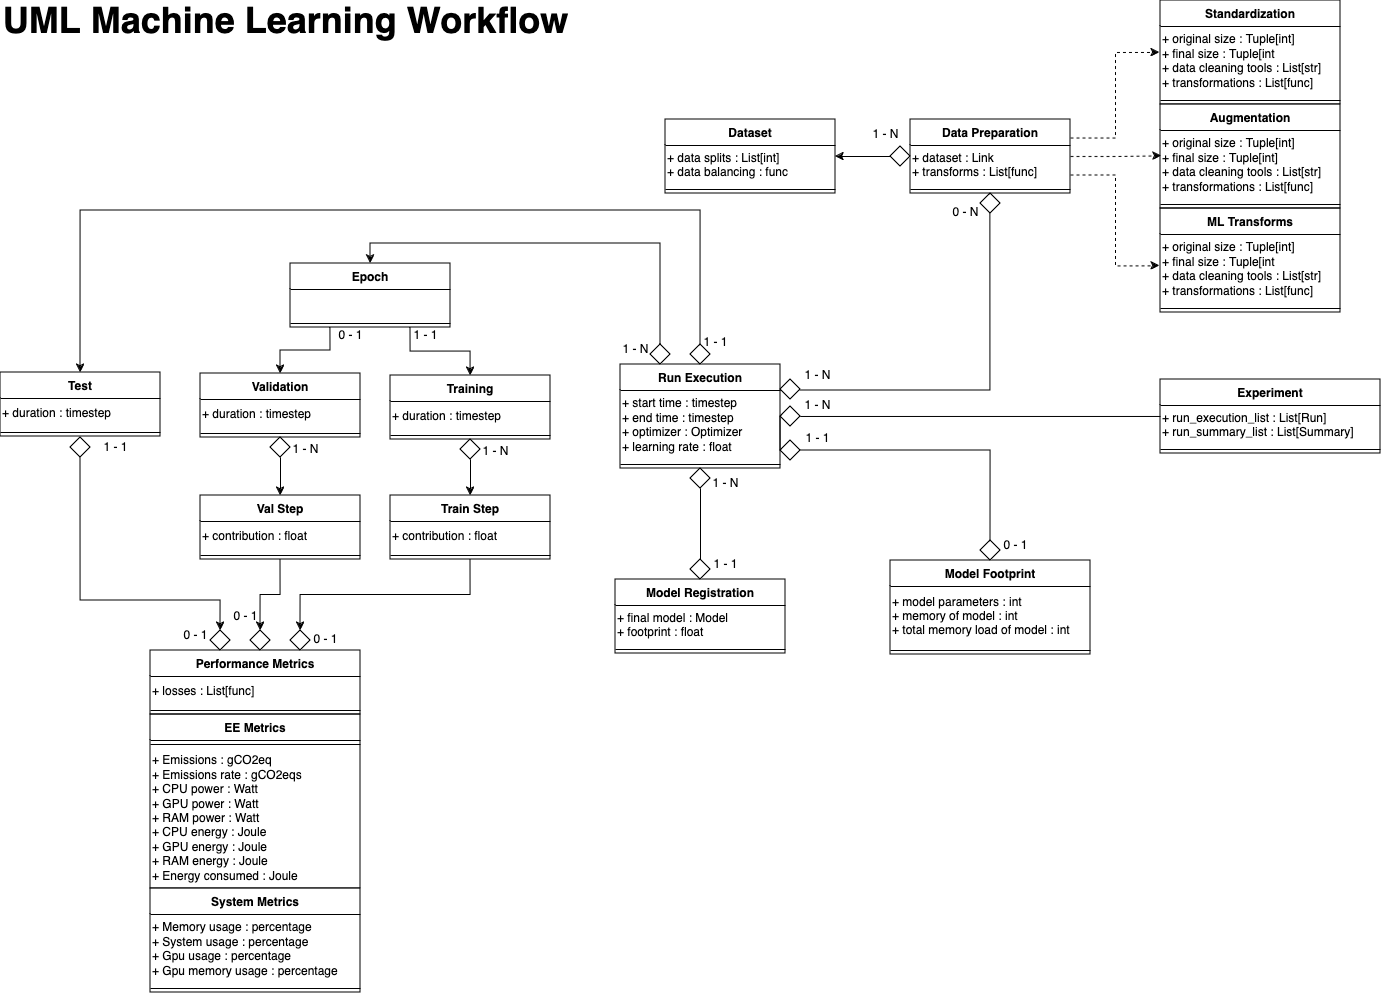 UML Machine Learning Workflow
Standardization
+ original size : Tuple[int]
+ final size : Tuple[int
+ data cleaning tools : List[str]
+ transformations : List[func]
Augmentation
+ original size : Tuple[int]
+ final size : Tuple[int]
+ data cleaning tools : List[str]
+ transformations : List[func]
ML Transforms
+ original size : Tuple[int]
+ final size : Tuple[int
+ data cleaning tools : List[str]
+ transformations : List[func]
Dataset
+ data splits : List[int]
+ data balancing : func
1 - N
Data Preparation
+ dataset : Link
+ transforms : List[func]
0 - N
Epoch
0 - 1
1 - 1
Test
+ duration : timestep
1 - 1
Validation
+ duration : timestep
1 - N
Training
+ duration : timestep
1 - N
Val Step
+ contribution : float
Train Step
+ contribution : float
1 - N
1 - 1
Run Execution
+ start time : timestep
+ end time : timestep
+ optimizer : Optimizer
+ learning rate : float
1 - N
1 - N
1 - 1
1 - N
Experiment
+ run_execution_list : List[Run]
+ run_summary_list : List[Summary]
1 - 1
Model Registration
+ final model : Model
+ footprint : float
0 - 1
Model Footprint
+ model parameters : int
+ memory of model : int
+ total memory load of model : int
0 - 1
0 - 1
0 - 1
Performance Metrics
+ losses : List[func]
EE Metrics
+ Emissions : gCO2eq
+ Emissions rate : gCO2eqs
+ CPU power : Watt
+ GPU power : Watt
+ RAM power : Watt
+ CPU energy : Joule
+ GPU energy : Joule
+ RAM energy : Joule
+ Energy consumed : Joule
System Metrics
+ Memory usage : percentage
+ System usage : percentage
+ Gpu usage : percentage
+ Gpu memory usage : percentage